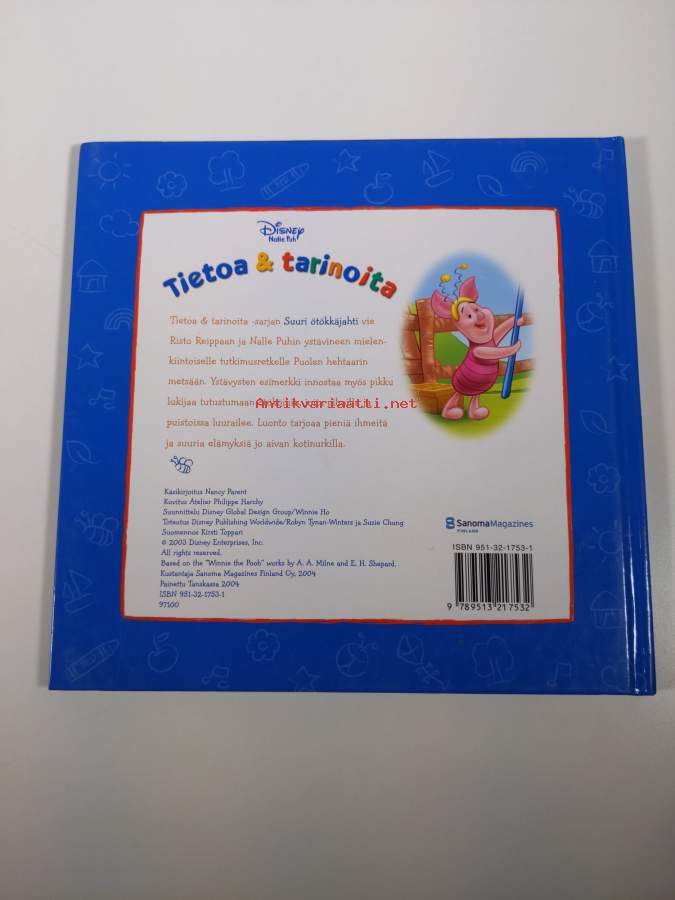 Disney
Nalle Puh
Tietoa & tarinoita
Tietoa & tarinoita -sarjan Suuri ötökkäjahti vie
Risto Reippaan ja Nalle Puhin ystävineen mielen-
kiintoiselle tutkimusretkelle Puolen hehtaarin
metsään. Ystävysten esimerkki innostaa myös pikku
lukijaa tutustumaan
Antikvariaatti.net
puistoissa luurailee. Luonto tarjoaa pieniä ihmeitä
ja suuria elämyksiä jo aivan kotinurkilla.
Käsikirjoitus Nancy Parent
Kuvitus Atelier Philippe Harchy
Suunnittelu Disney Global Design Group/Winnie Ho
Toteutus Disney Publishing Worldwide/Robyn Tynan-Winters ja Susie Chung
Suomennos Kirsti Toppari
© 2003 Disney Enterprises, Inc.
All rights reserved.
Based on the "Winnie the Pooh" works by A. A. Milne and E. H. Shepard.
Kustantaja Sanoma Magazines Finland Oy, 2004
Painettu Tanskassa 2004
ISBN 951-32-1753-1
97100
SanomaMagazines
FINLAND
ISBN 951-32-1753-1
9 789513 217532